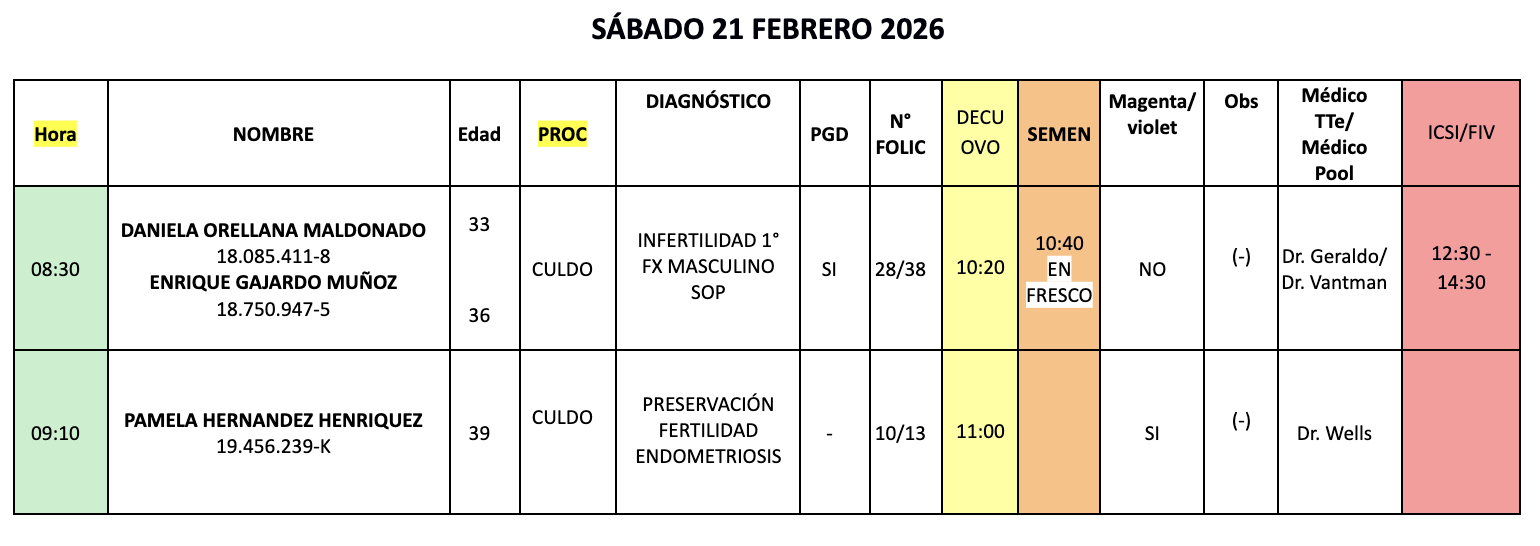 SÁBADO 21 FEBRERO 2026
Hora
NOMBRE
Edad
PROC
DIAGNÓSTICO
PGD
N°
FOLIC
DECU
OVO
SEMEN
Magenta/
violet
Obs
Médico
TTe/
Médico
Pool
ICSI/FIV
08:30
DANIELA ORELLANA MALDONADO
18.085.411-8
ENRIQUE GAJARDO MUÑOZ
18.750.947-5
33
36
CULDO
INFERTILIDAD 1°
FX MASCULINO
SOP
SI
28/38
10:20
10:40
EN
FRESCO
NO
(-)
Dr. Geraldo/
Dr. Vantman
12:30 -
14:30
09:10
PAMELA HERNANDEZ HENRIQUEZ
19.456.239-K
39
CULDO
PRESERVACIÓN
FERTILIDAD
ENDOMETRIOSIS
-
10/13
11:00
SI
(-)
Dr. Wells